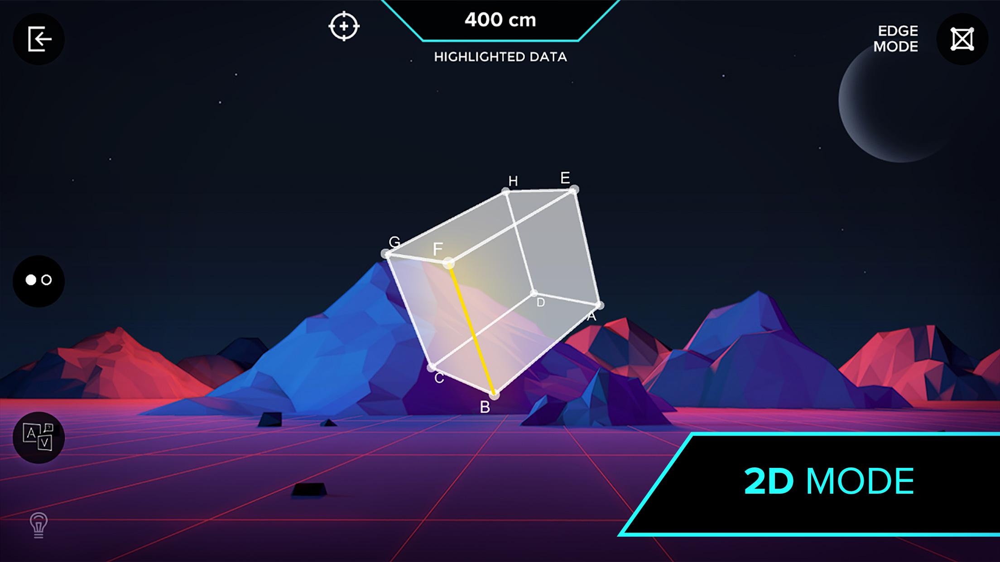 400 cm
HIGHLIGHTED DATA
EDGE
MODE
H
E
G
F
D
A
C
B
A
?
V
2D MODE